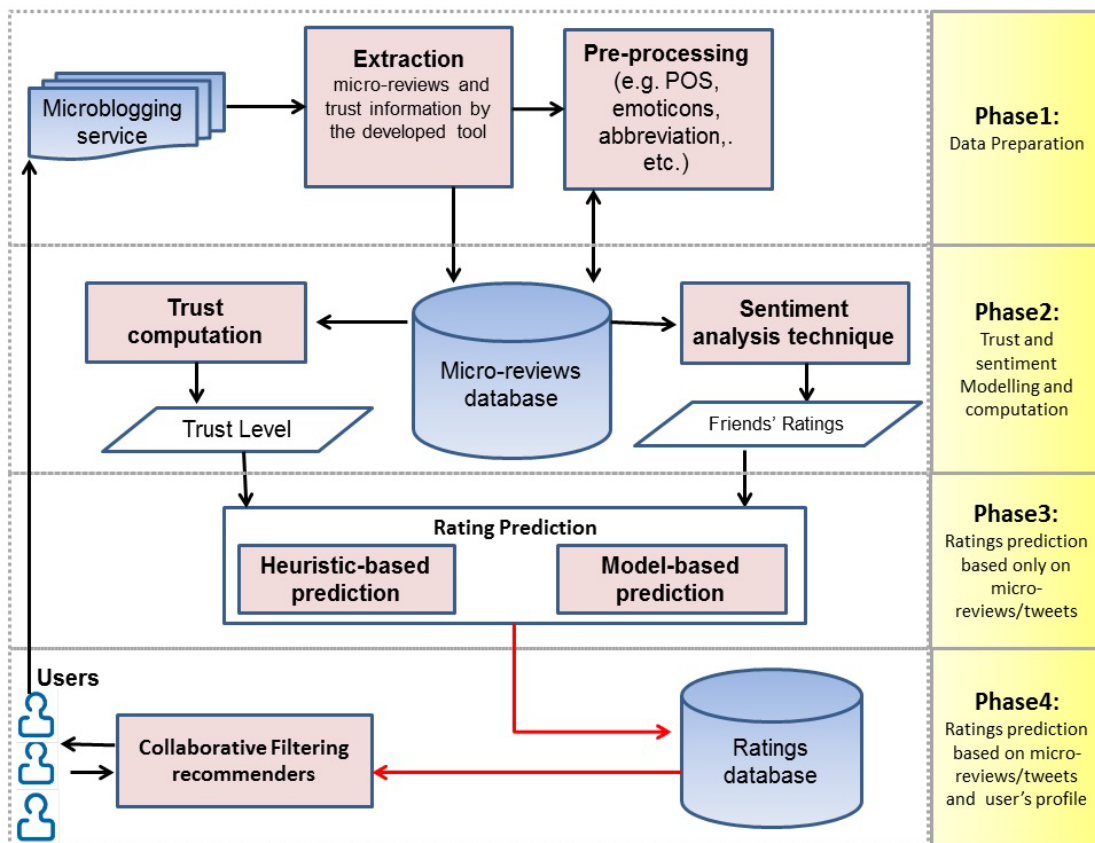 Microblogging
service
Extraction
micro-reviews and
trust information by
the developed tool
Pre-processing
(e.g. POS,
emoticons,
abbreviation,.
etc.)
Phase1:
Data Preparation
Trust
computation
Micro-reviews
database
Sentiment
analysis technique
Trust Level
Friends' Ratings
Phase2:
Trust and
sentiment
Modelling and
computation
Rating Prediction
Heuristic-based
prediction
Model-based
prediction
Phase3:
Ratings prediction
based only on
micro-
reviews/tweets
Users
Collaborative Filtering
recommenders
Ratings
database
Phase4:
Ratings prediction
based on micro-
reviews/tweets
and user's profile